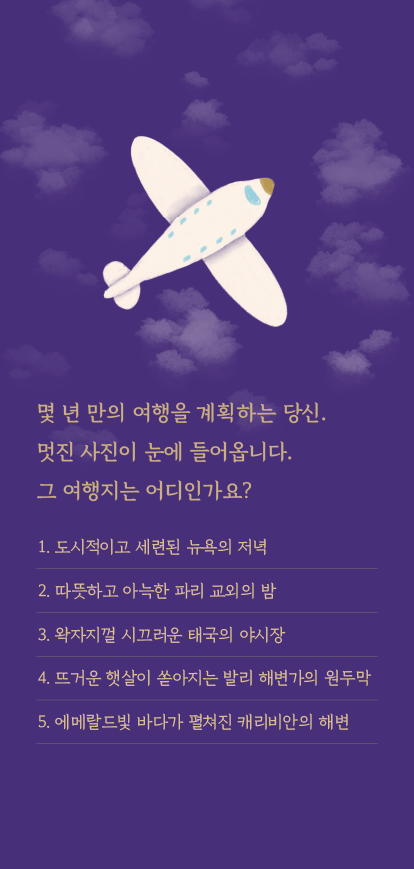 몇 년 만의 여행을 계획하는 당신.
멋진 사진이 눈에 들어옵니다.
그 여행지는 어디인가요?
1. 도시적이고 세련된 뉴욕의 저녁
2. 따뜻하고 아늑한 파리 교외의 밤
3. 왁자지껄 시끄러운 태국의 야시장
4. 뜨거운 햇살이 쏟아지는 발리 해변가의 원두막
5. 에메랄드빛 바다가 펼쳐진 캐리비안의 해변